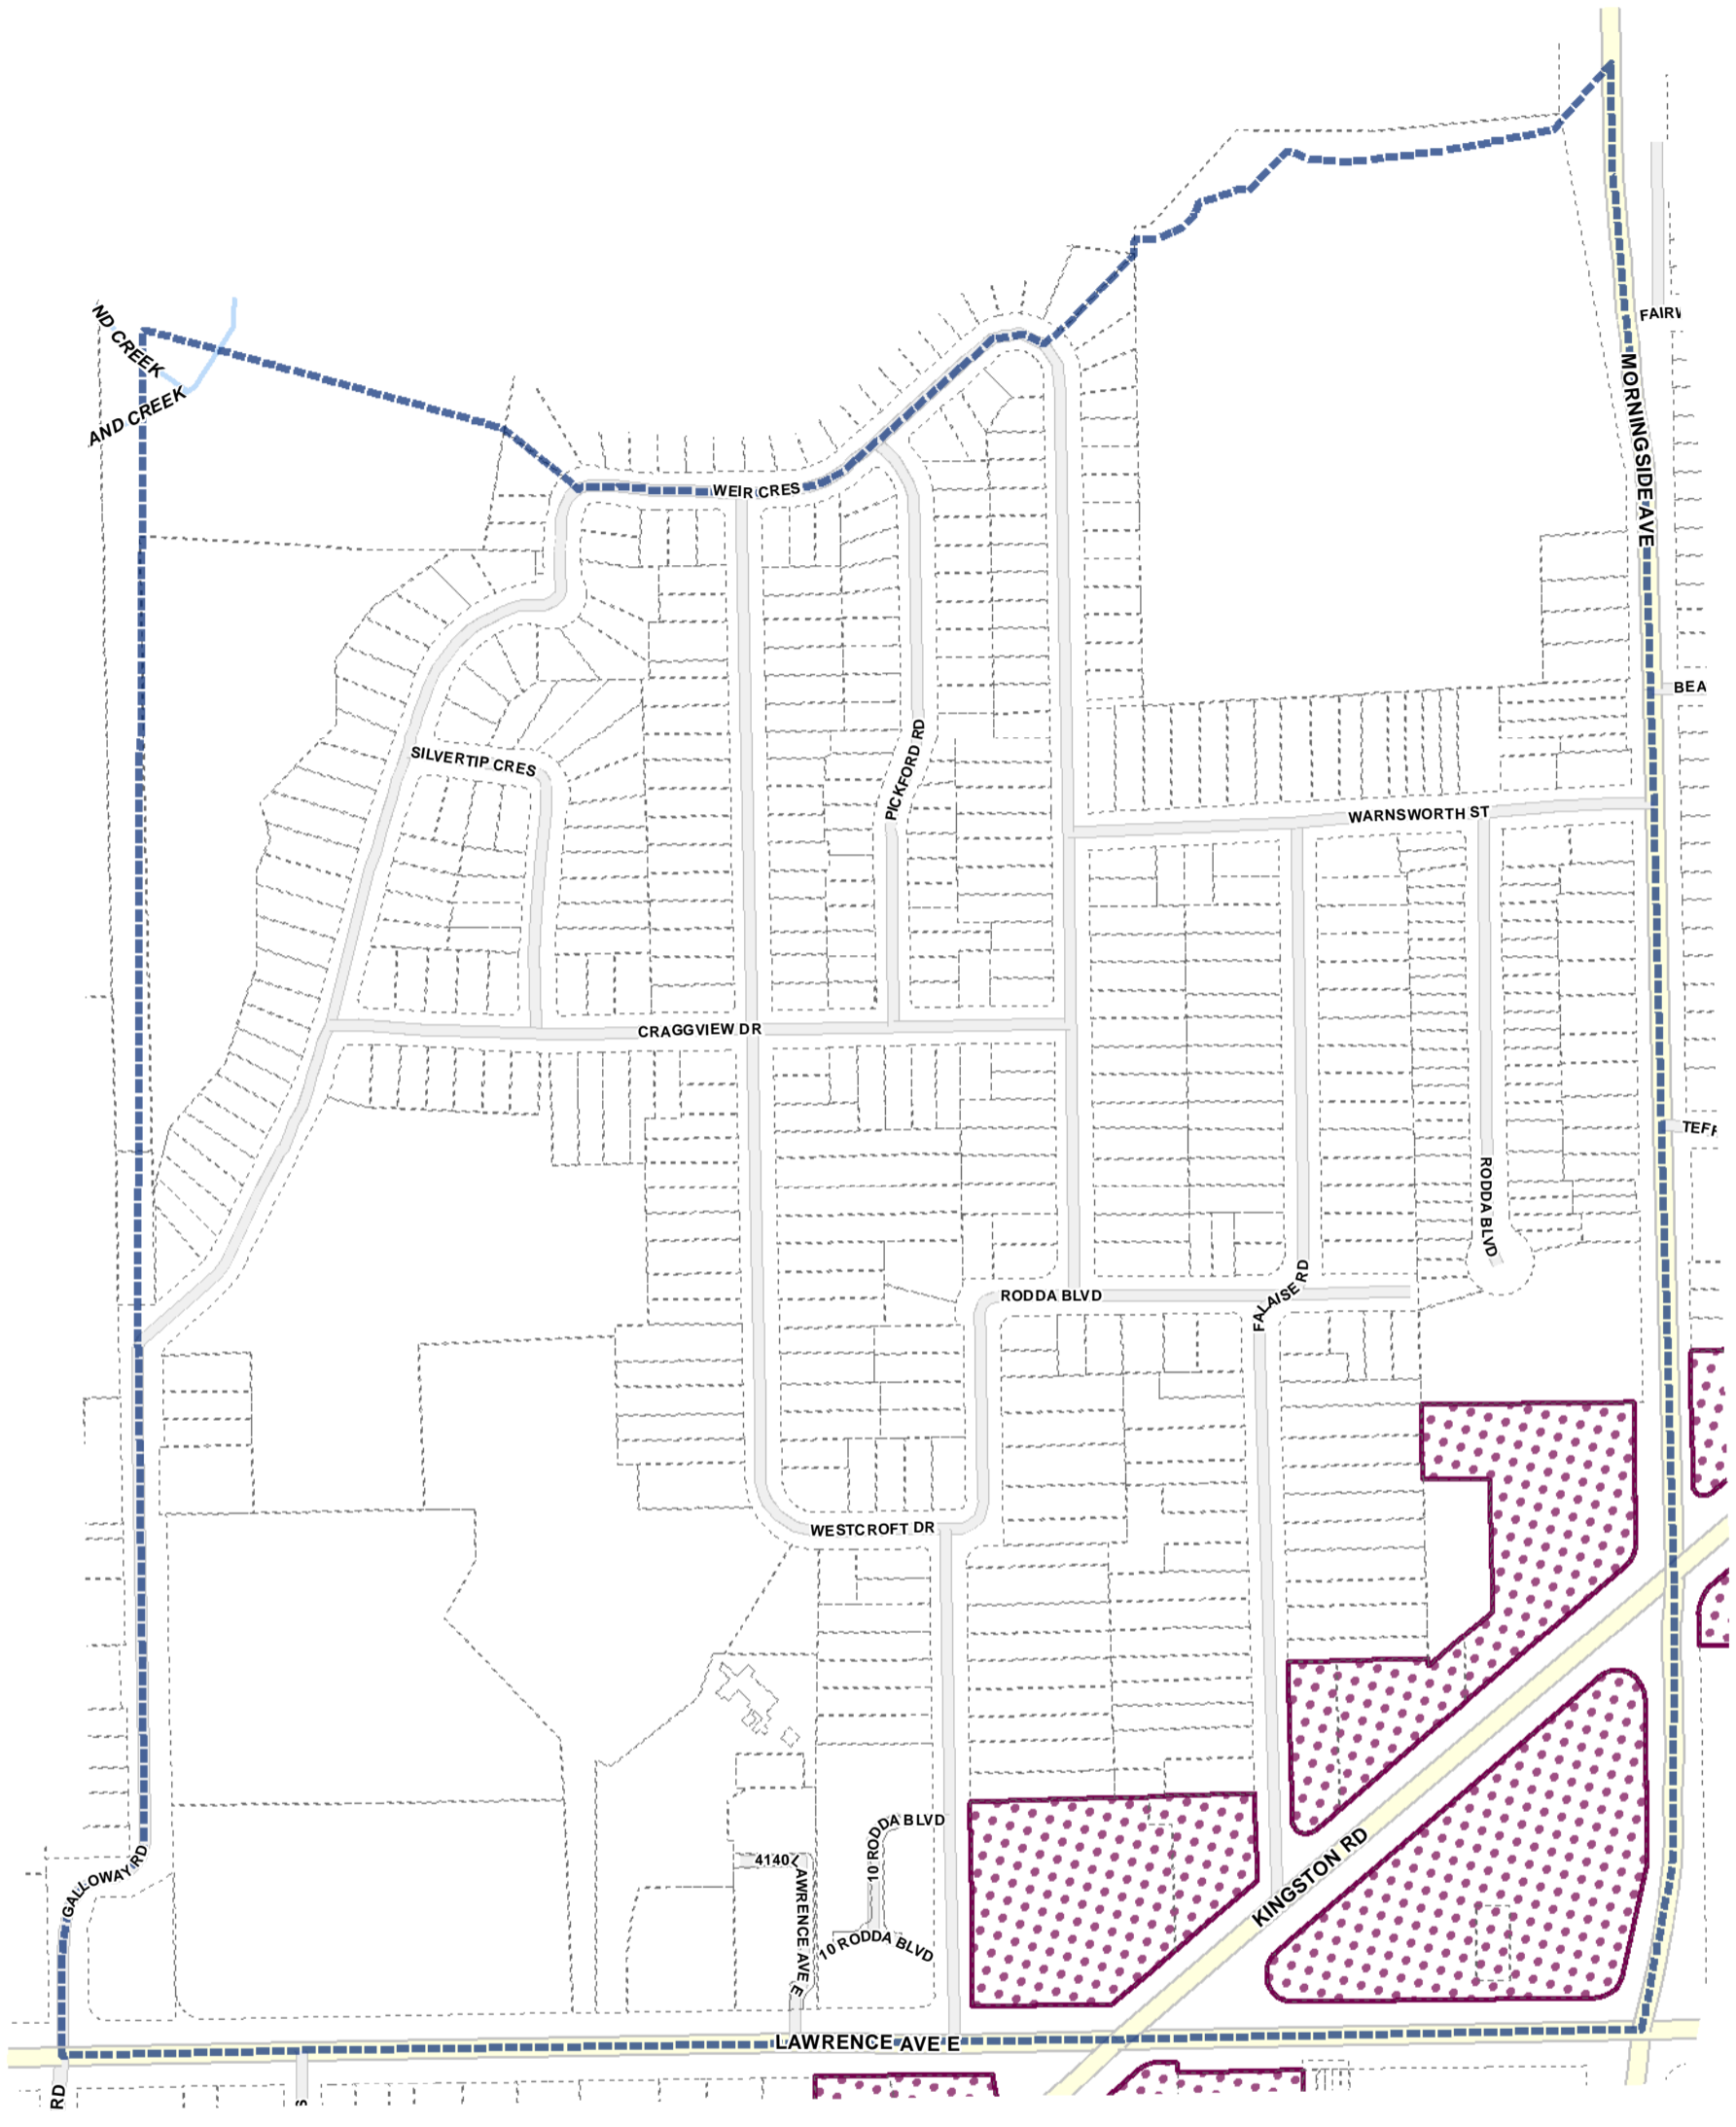 FAIRV
ND CREEK
AND CREEK
MORNINGSIDE AVE
WEIR CRES
BEA
SILVERTIP CRES
PICKFORD RD
WARNSWORTH ST
CRAGGVIEW DR
TEFF
RODDA BLVD
RODDA BLVD
FALAISE RD
WESTCROFT DR
10 RODDA BLVD
4140 LAWRENCE AVE E
GALLOWAY RD
10 RODDA BLVD
KINGSTON RD
LAWRENCE AVE E
RD
S